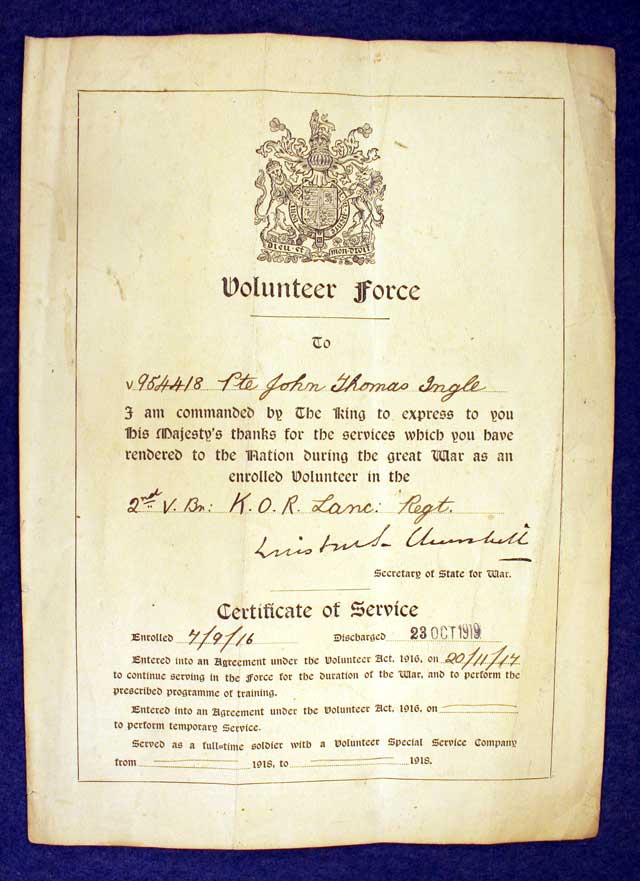 DIEU ET MON DROIT
Volunteer Force
To
V954418 Pte John Thomas Ingle
I am commanded by The King to express to you
His Majesty's thanks for the services which you have
rendered to the Nation during the great War as an
enrolled Volunteer in the
2nd V. Bn: K.O.R. Lanc: Regt.
Winston S. Churchill
Secretary of State for War.
Certificate of Service
Enrolled 7/9/16 Discharged 23 OCT 1919
Entered into an Agreement under the Volunteer Act, 1916, on 20/11/17
to continue serving in the Force for the duration of the War, and to perform the
prescribed programme of training.
Entered into an Agreement under the Volunteer Act, 1916, on
to perform temporary Service.
Served as a full-time soldier with a Volunteer Special Service Company
from 1918, to 1918.